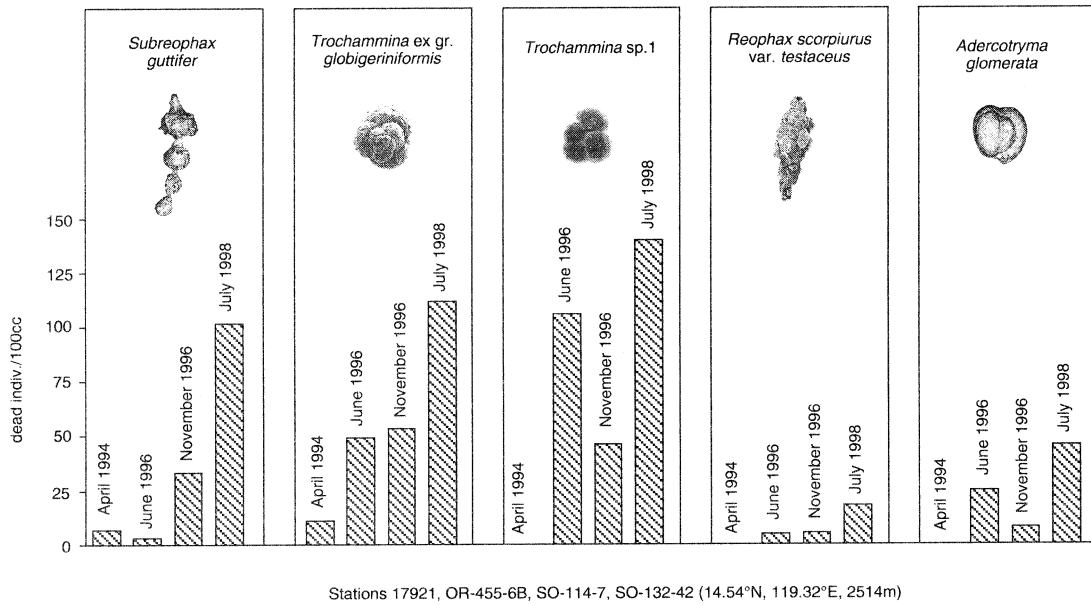 Subreophax
guttifer
Trochammina ex gr.
globigeriniformis
Trochammina sp.1
Reophax scorpiurus
var. testaceus
Adercotryma
glomerata
dead indiv./100cc
150
125
100
75
50
25
0
April 1994
June 1996
November 1996
July 1998
April 1994
June 1996
November 1996
July 1998
April 1994
June 1996
November 1996
July 1998
April 1994
June 1996
November 1996
July 1998
April 1994
June 1996
November 1996
July 1998
Stations 17921, OR-455-6B, SO-114-7, SO-132-42 (14.54°N, 119.32°E, 2514m)